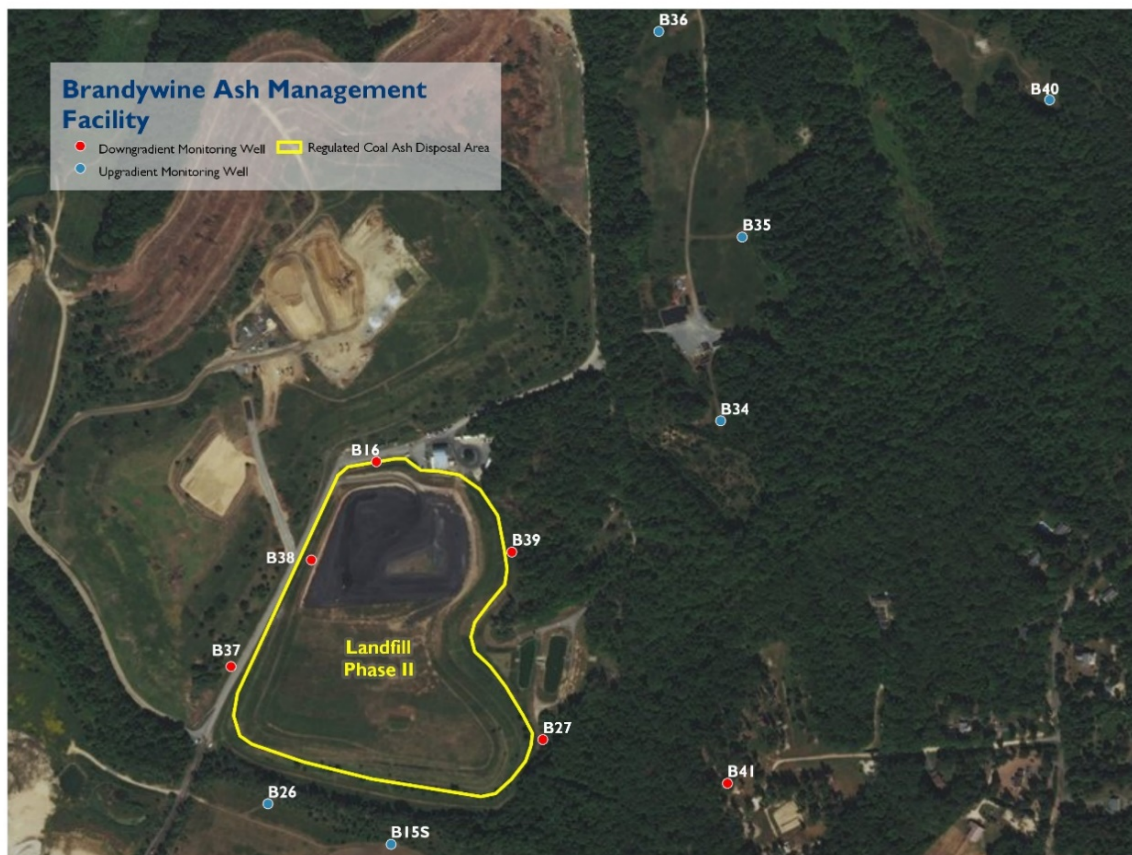 B36
Brandywine Ash Management
Facility
Downgradient Monitoring Well Regulated Coal Ash Disposal Area
Upgradient Monitoring Well
B40
B35
B34
B16
B39
B38
Landfill
Phase II
B37
B27
B41
B26
B15S